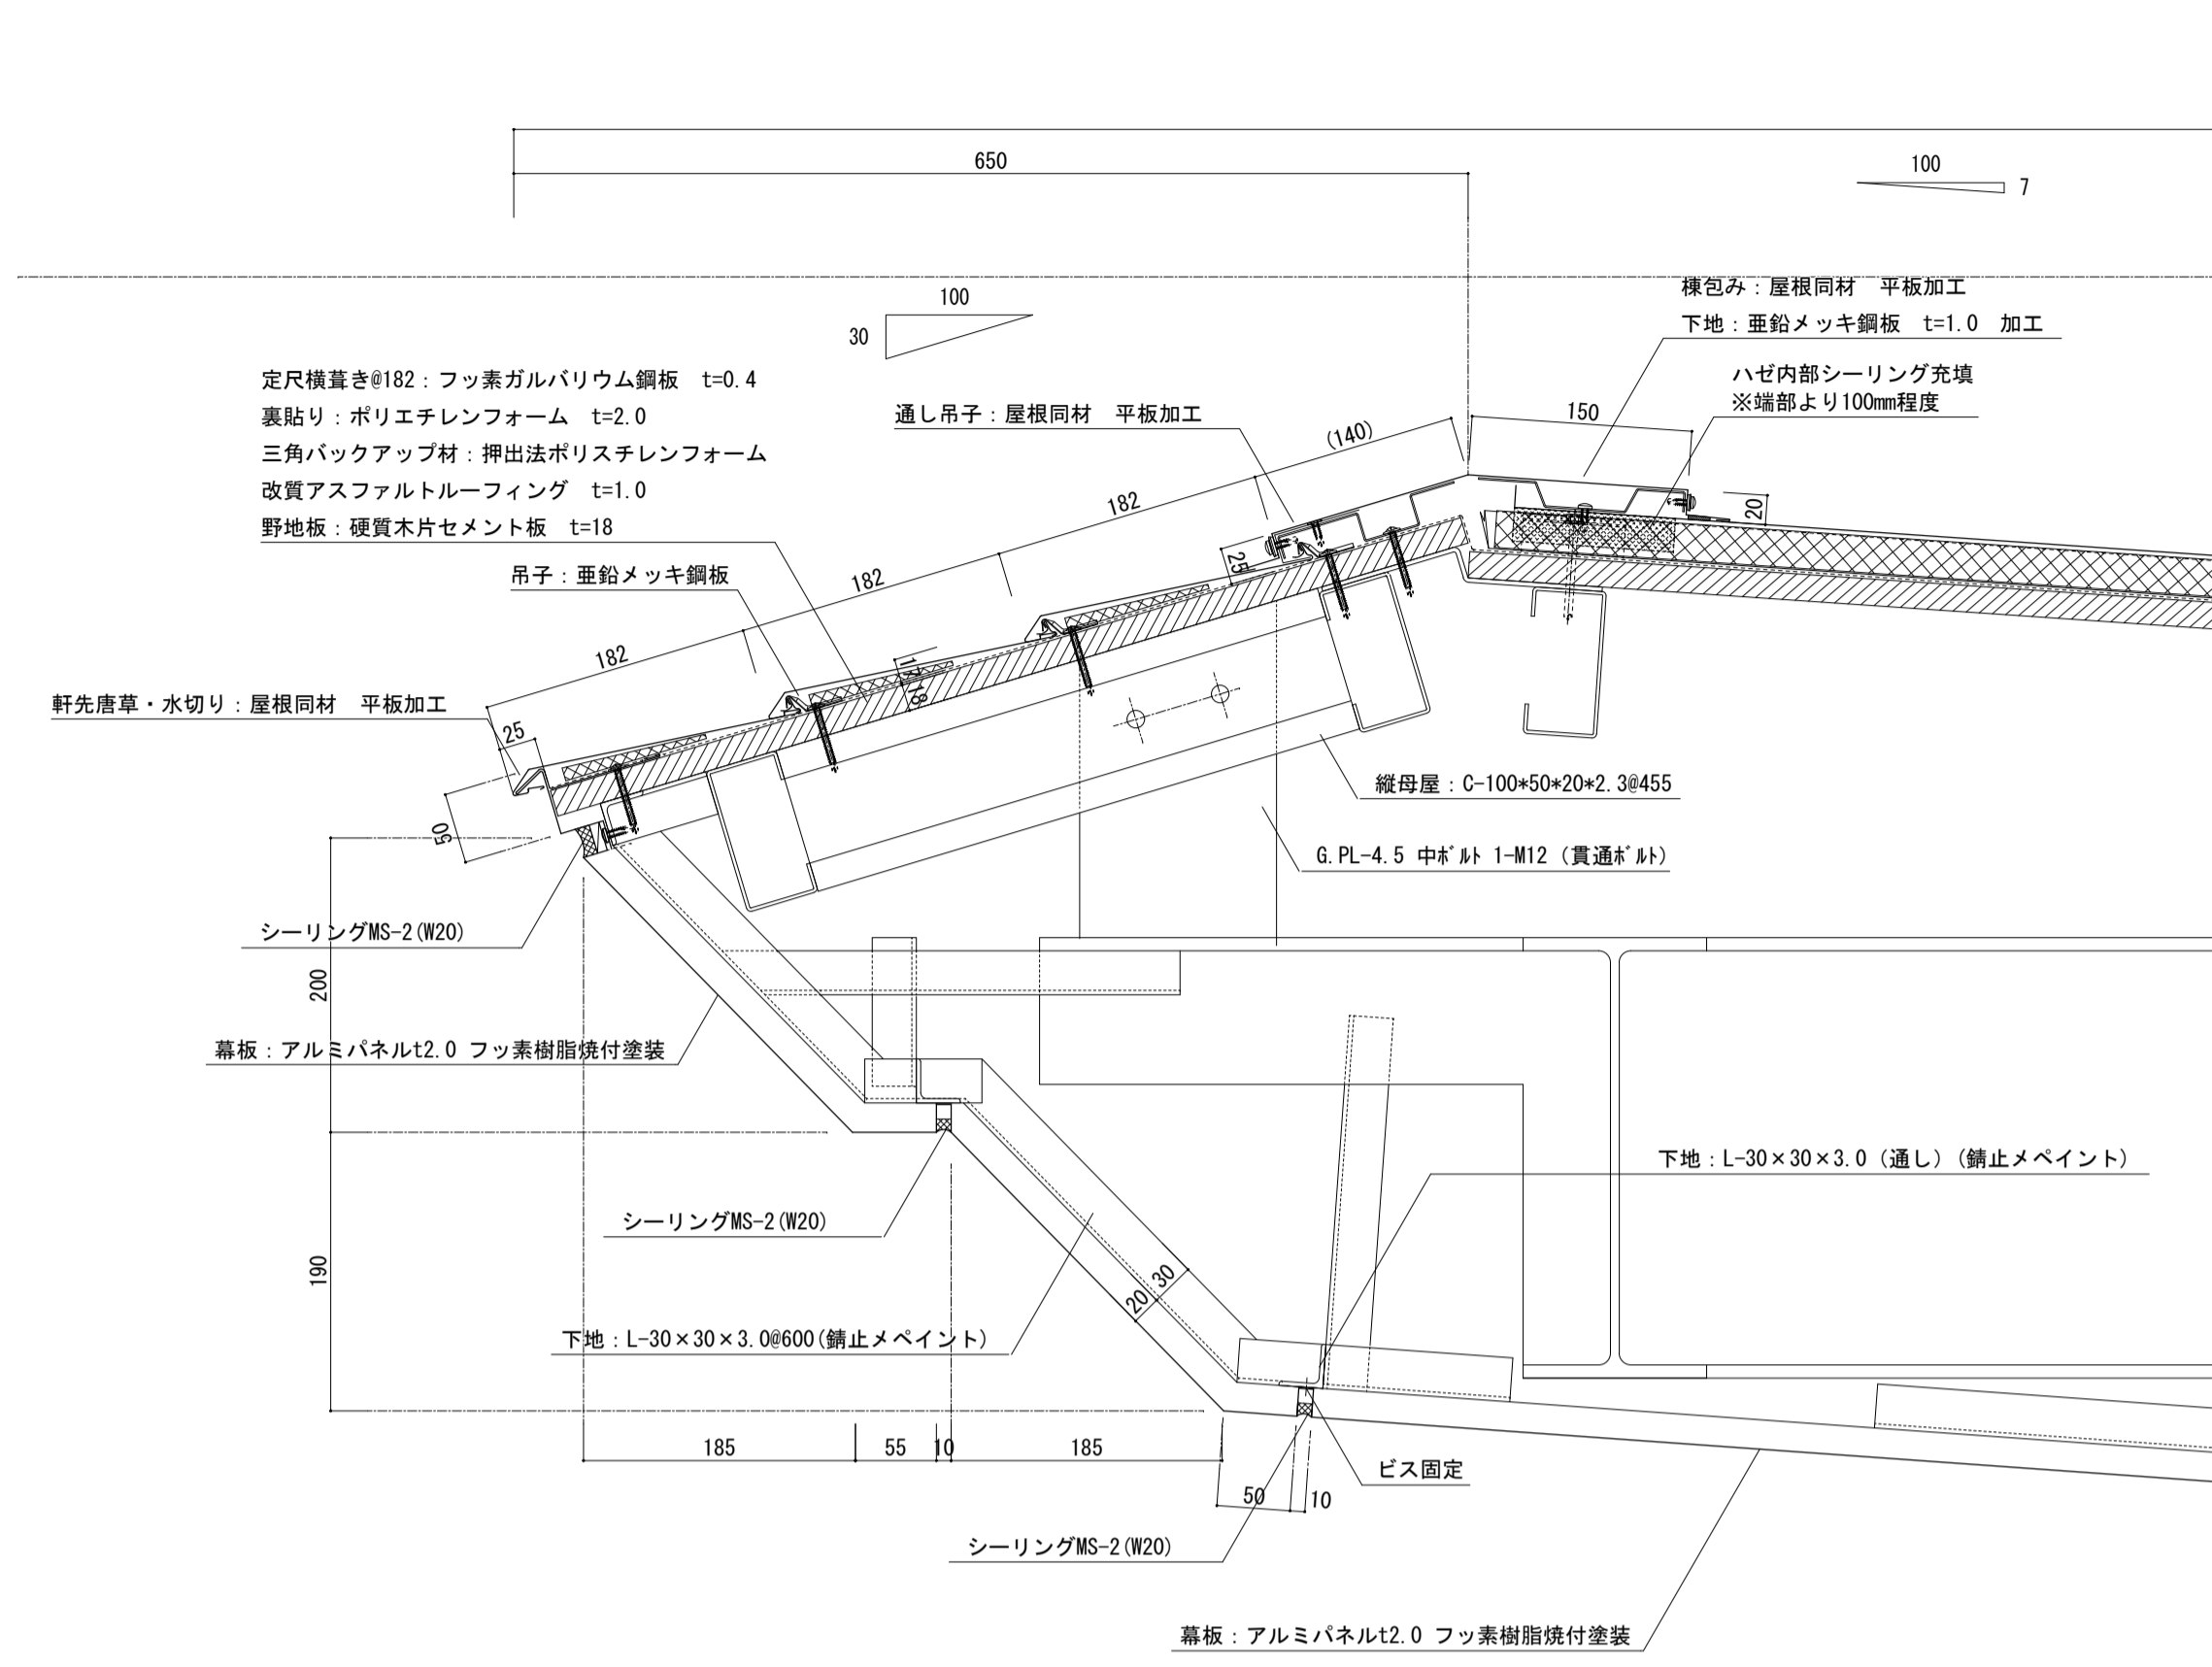 650
100
7
100
30
棟包み：屋根同材　平板加工
下地：亜鉛メッキ鋼板　t=1.0　加工
ハゼ内部シーリング充填
※端部より100mm程度
定尺横葺き@182：フッ素ガルバリウム鋼板　t=0.4
裏貼り：ポリエチレンフォーム　t=2.0
三角バックアップ材：押出法ポリスチレンフォーム
改質アスファルトルーフィング　t=1.0
野地板：硬質木片セメント板　t=18
通し吊子：屋根同材　平板加工
(140)
150
20
182
25
吊子：亜鉛メッキ鋼板
182
182
18
軒先唐草・水切り：屋根同材　平板加工
25
50
縦母屋：C-100*50*20*2.3@455
G.PL-4.5 中ﾎﾞﾙﾄ 1-M12 (貫通ﾎﾞﾙﾄ)
シーリングMS-2(W20)
200
幕板：アルミパネルt2.0 フッ素樹脂焼付塗装
下地：L-30×30×3.0（通し）(錆止メペイント)
シーリングMS-2(W20)
190
30
20
下地：L-30×30×3.0@600(錆止メペイント)
185
55
10
185
ビス固定
50
10
シーリングMS-2(W20)
幕板：アルミパネルt2.0 フッ素樹脂焼付塗装